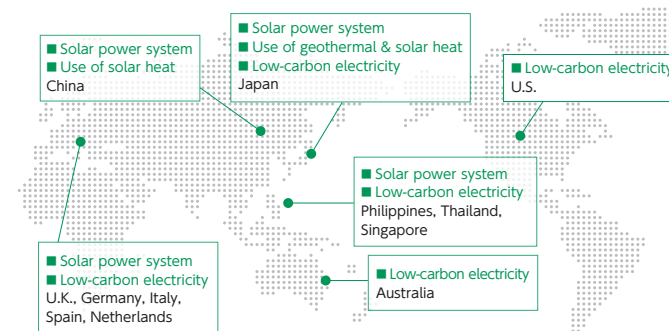 ■ Solar power system
■ Use of solar heat
China
■ Solar power system
■ Use of geothermal & solar heat
■ Low-carbon electricity
Japan
■ Low-carbon electricity
U.S.
■ Solar power system
■ Low-carbon electricity
Philippines, Thailand,
Singapore
■ Solar power system
■ Low-carbon electricity
U.K., Germany, Italy,
Spain, Netherlands
■ Low-carbon electricity
Australia